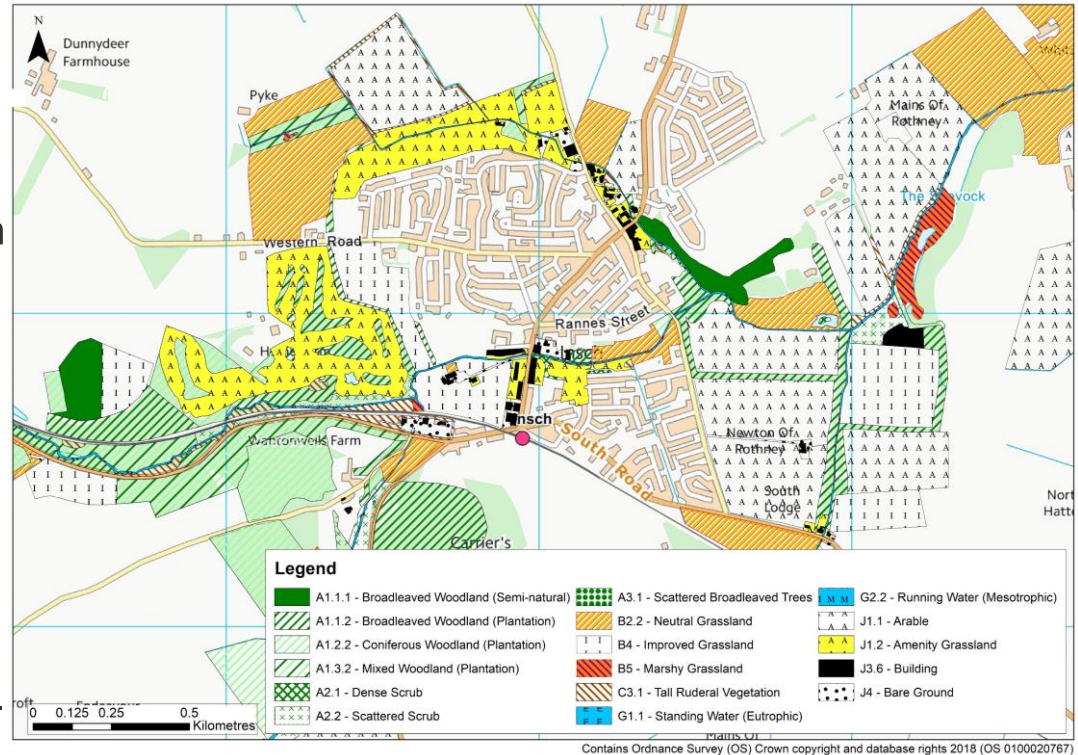 N
Dunnydeer
Farmhouse
Pyke
Mains Of
Rothney
Western Road
Rannes Street
Insch
South Road
Newton Of
Rothney
South
Lodge
Carrier's
Legend
A1.1.1 - Broadleaved Woodland (Semi-natural)
A1.1.2 - Broadleaved Woodland (Plantation)
A1.2.2 - Coniferous Woodland (Plantation)
A1.3.2 - Mixed Woodland (Plantation)
A2.1 - Dense Scrub
A2.2 - Scattered Scrub
A3.1 - Scattered Broadleaved Trees
B2.2 - Neutral Grassland
B4 - Improved Grassland
B5 - Marshy Grassland
C3.1 - Tall Ruderal Vegetation
G1.1 - Standing Water (Eutrophic)
G2.2 - Running Water (Mesotrophic)
J1.1 - Arable
J1.2 - Amenity Grassland
J3.6 - Building
J4 - Bare Ground
0 0.125 0.25 0.5
Kilometres
Mains Of
Contains Ordnance Survey (OS) Crown copyright and database rights 2018 (OS 0100020767)